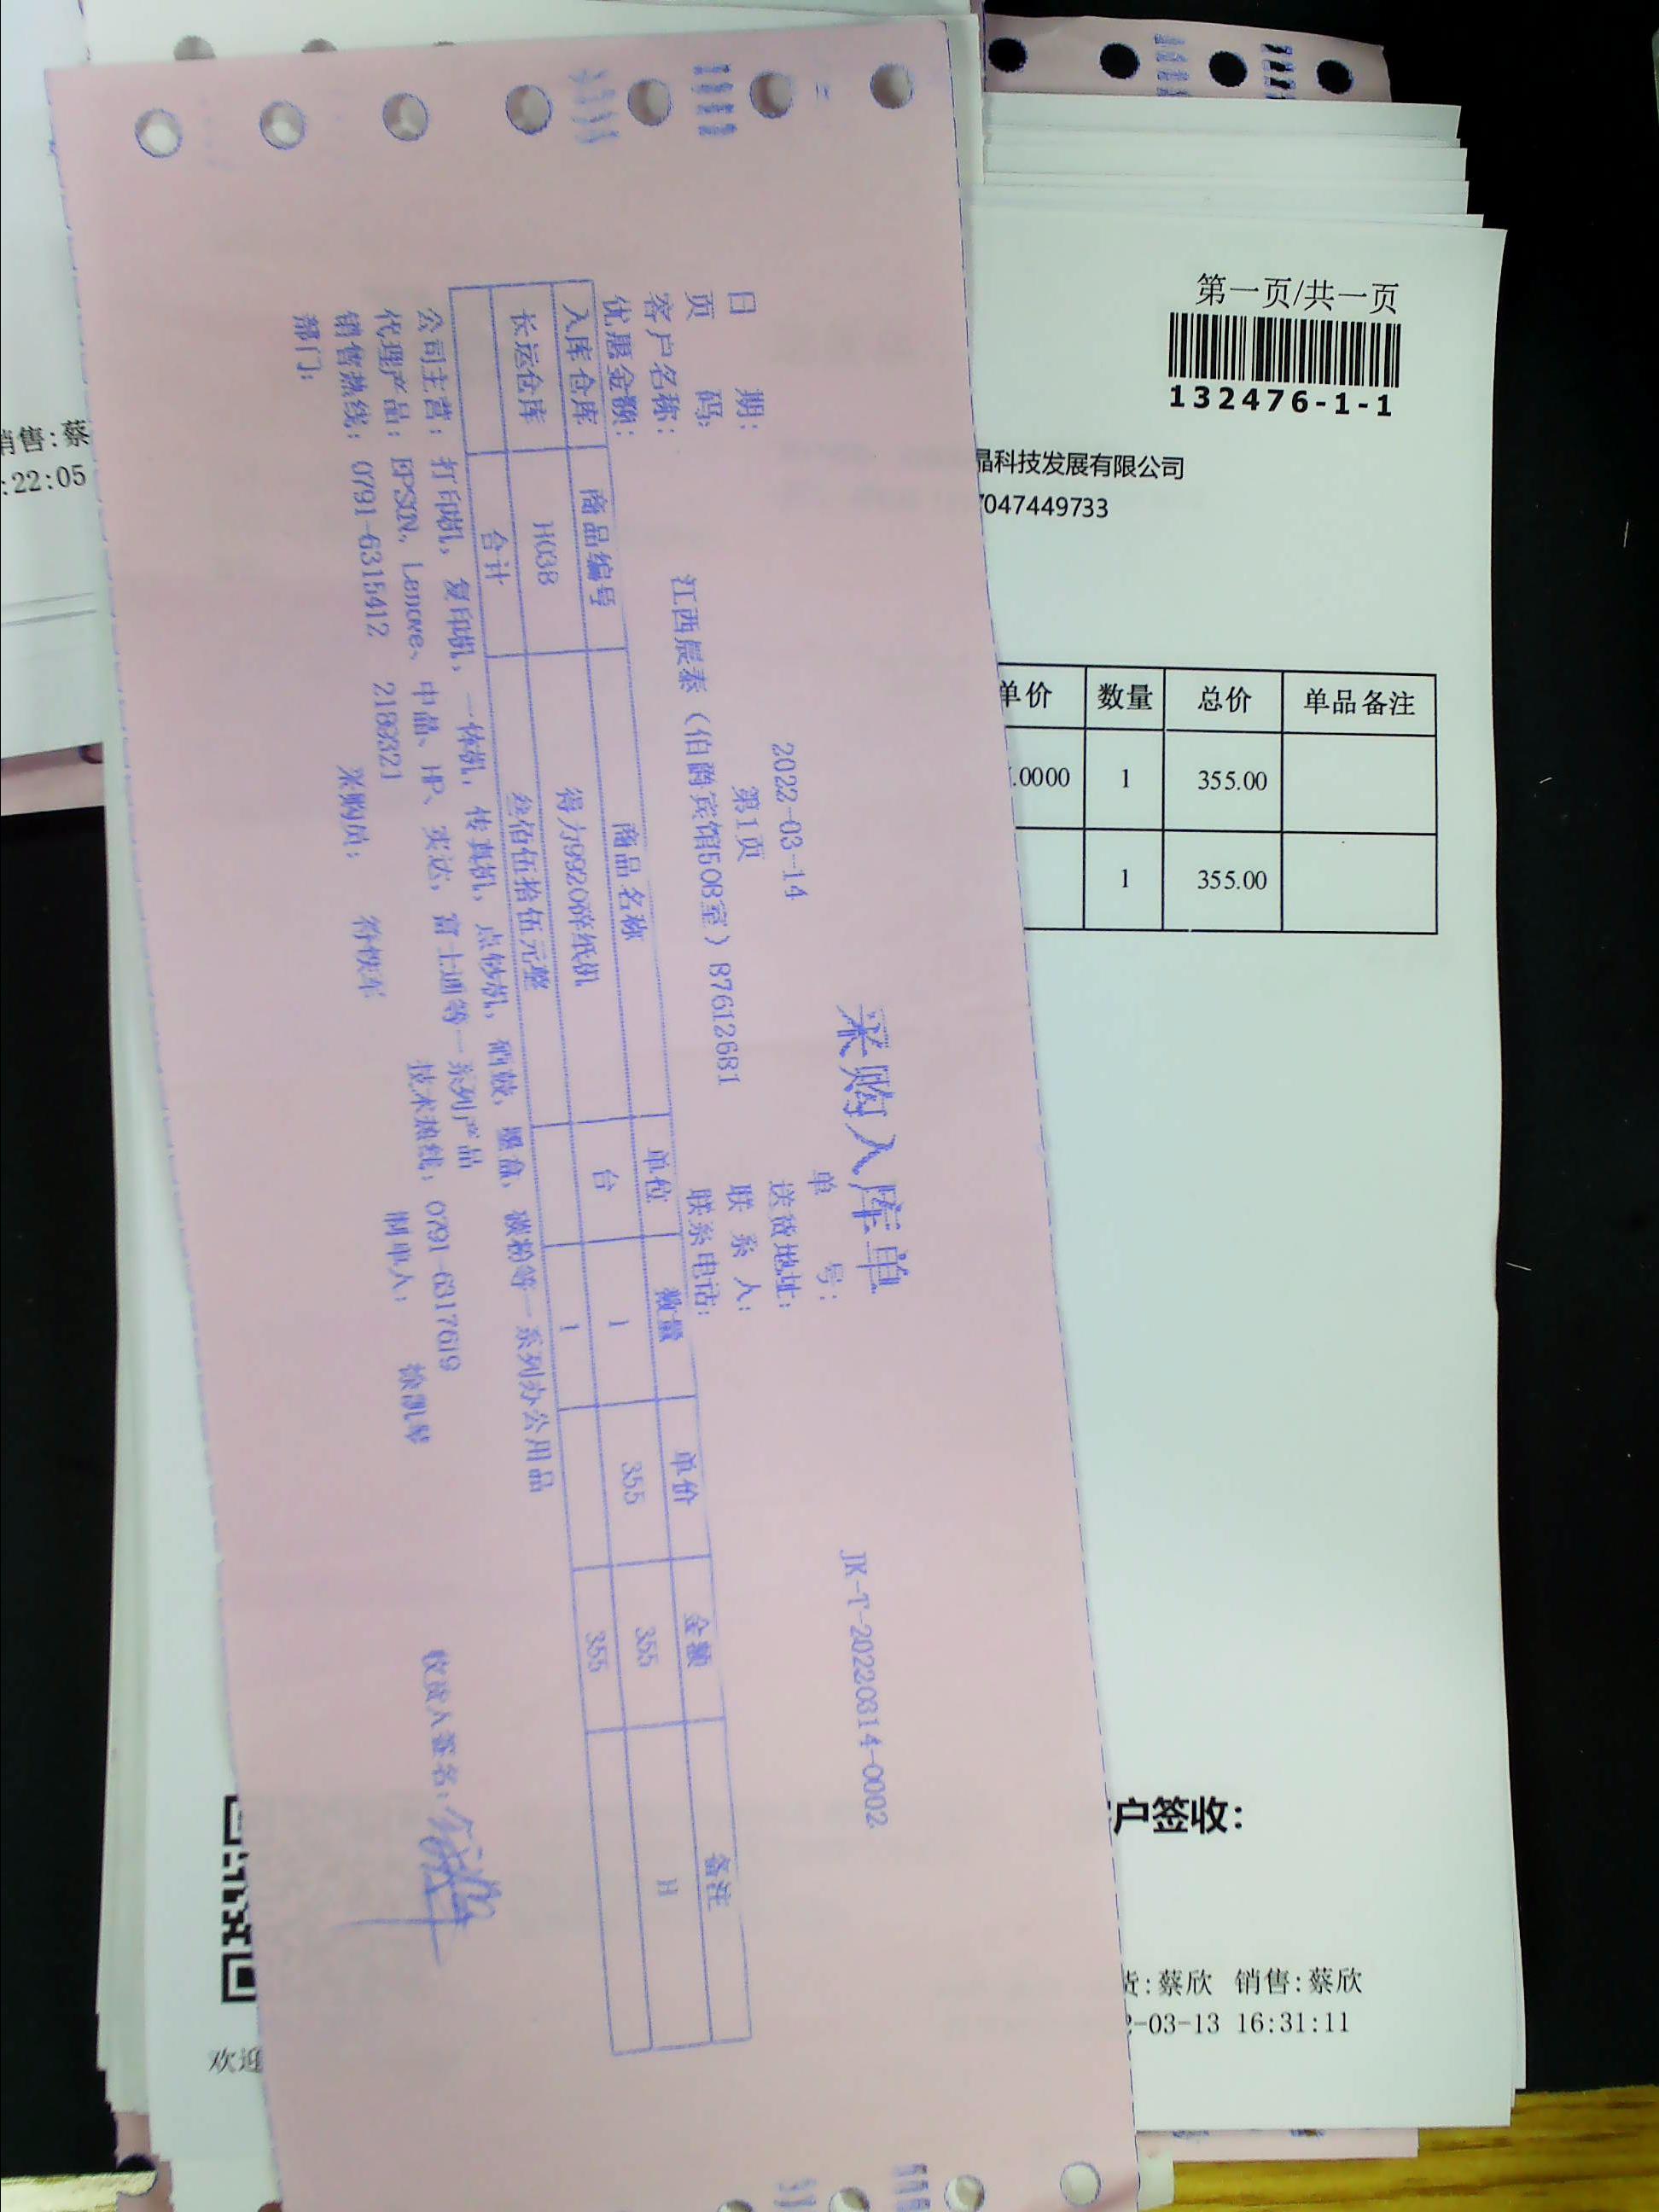 采购入库单
日 期: 2022-03-14 单 号: JK-T-20220314-0002
页 码: 第1页 送货地址:
客户名称: 江西晨泰（伯爵宾馆508室）87612681 联 系 人:
优惠金额: 联系电话:
入库仓库 商品编号 商品名称 单位 数量 单价 金额 备注
长运仓库 H038 得力9920碎纸机 台 1 355 355 H
合计 叁佰伍拾伍元整 1 355
公司主营: 打印机, 复印机, 一体机, 传真机, 点钞机, 硒鼓, 墨盒, 碳粉等一系列办公用品
代理产品: EPSON、Lenove、中晶、HP、实达, 富士通等一系列产品
销售热线: 0791-6315412 2183321 技术热线: 0791-6317619
部门: 采购员: 制单人: 收货人签名:
第一页/共一页
132476-1-1
晶科技发展有限公司
7047449733
单价 数量 总价 单品备注
.0000 1 355.00
1 355.00
户签收:
货:蔡欣 销售:蔡欣
2-03-13 16:31:11
销售:蔡
:22:05
欢迎